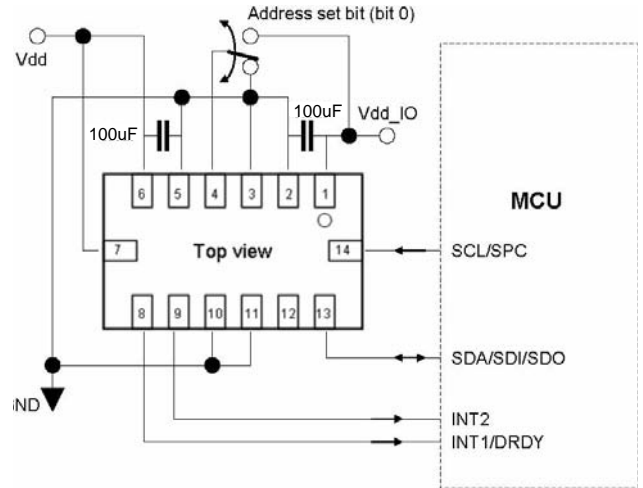 Address set bit (bit 0)
Vdd
100uF
100uF
Vdd_IO
6 5 4 3 2 1
MCU
7 Top view 14
SCL/SPC
8 9 10 11 12 13
SDA/SDI/SDO
GND
INT2
INT1/DRDY